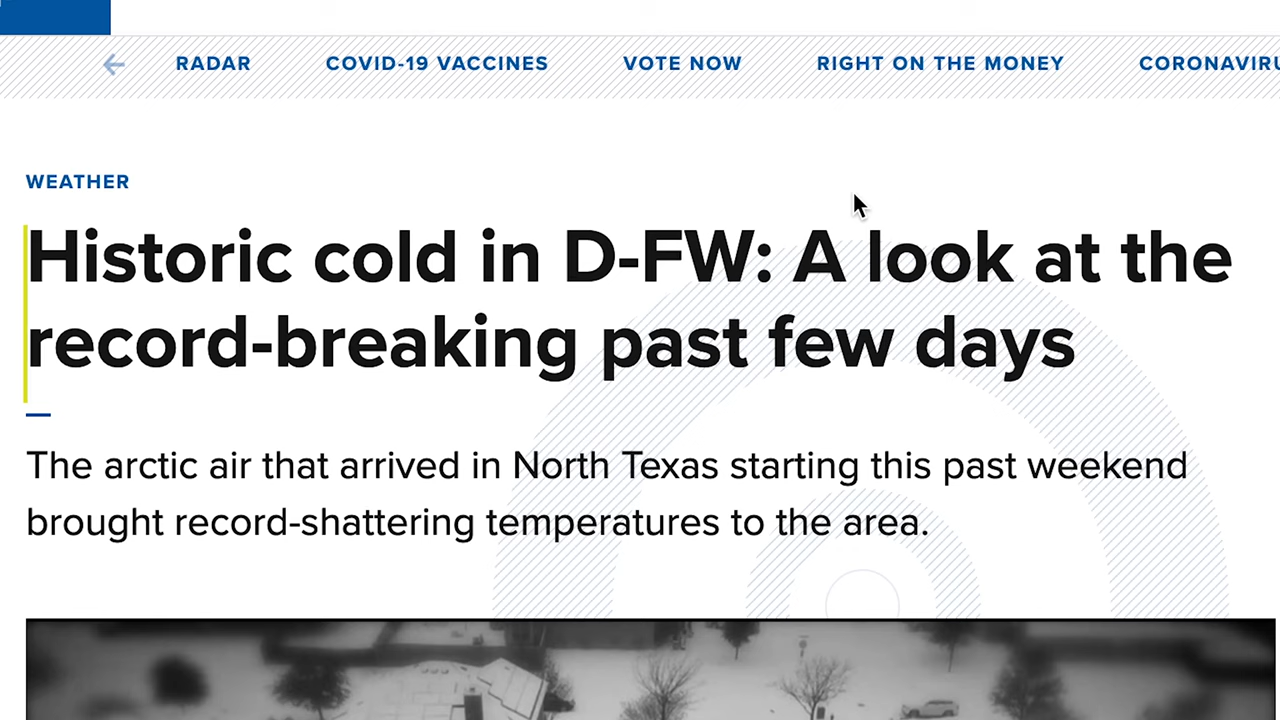 RADAR COVID-19 VACCINES VOTE NOW RIGHT ON THE MONEY
WEATHER
Historic cold in D-FW: A look at the
record-breaking past few days
The arctic air that arrived in North Texas starting this past weekend
brought record-shattering temperatures to the area.